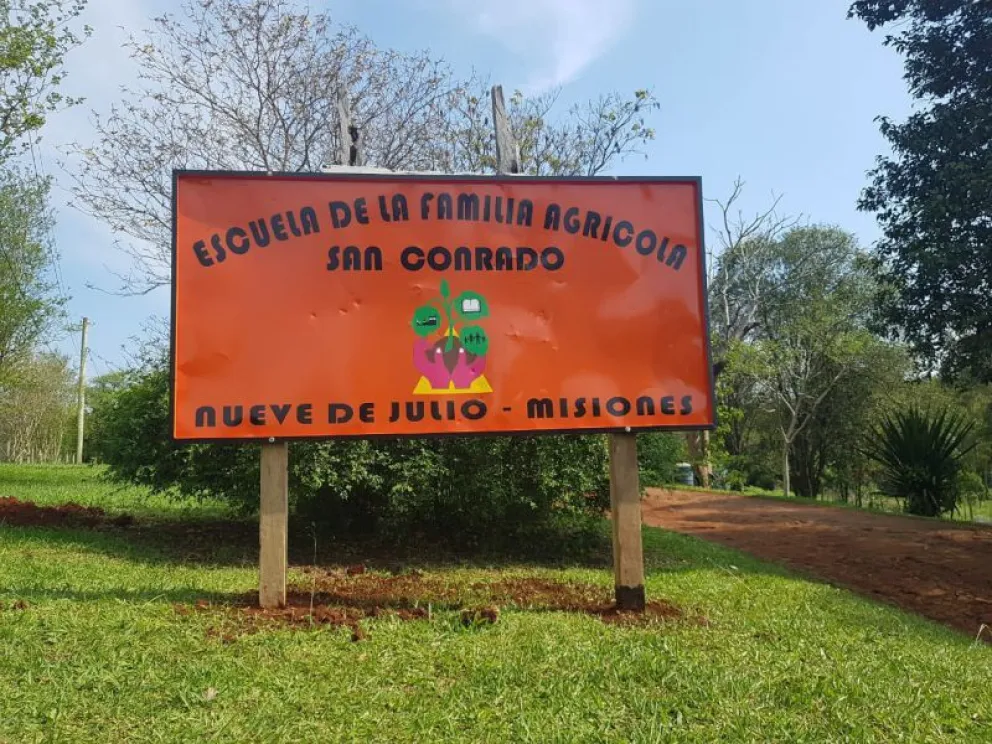 ESCUELA DE LA FAMILIA AGRICOLA
SAN CONRADO
NUEVE DE JULIO - MISIONES